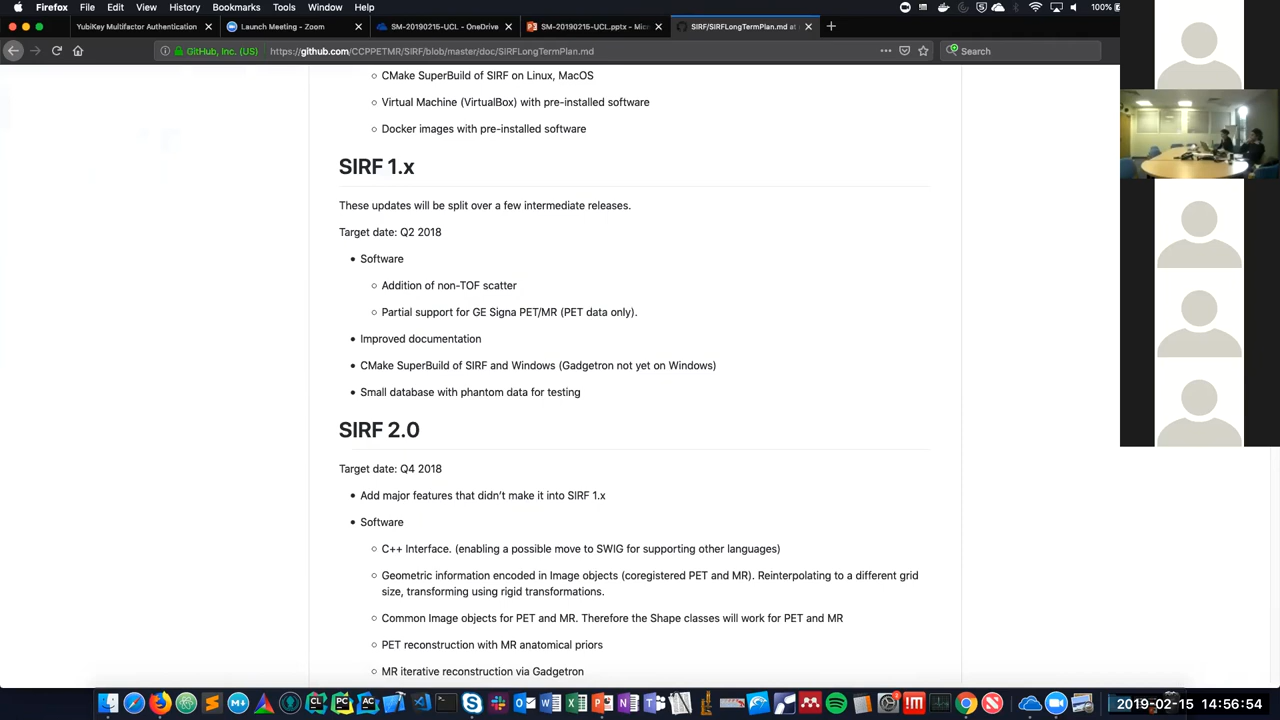 Firefox File Edit View History Bookmarks Tools Window Help 100%
YubiKey Multifactor Authentication
Launch Meeting - Zoom
SM-20190215-UCL - OneDrive
SM-20190215-UCL.pptx - Micr
SIRF/SIRFLongTermPlan.md at
GitHub, Inc. (US) https://github.com/CCPPETMR/SIRF/blob/master/doc/SIRFLongTermPlan.md Search
CMake SuperBuild of SIRF on Linux, MacOS
Virtual Machine (VirtualBox) with pre-installed software
Docker images with pre-installed software
SIRF 1.x
These updates will be split over a few intermediate releases.
Target date: Q2 2018
Software
Addition of non-TOF scatter
Partial support for GE Signa PET/MR (PET data only).
Improved documentation
CMake SuperBuild of SIRF and Windows (Gadgetron not yet on Windows)
Small database with phantom data for testing
SIRF 2.0
Target date: Q4 2018
Add major features that didn't make it into SIRF 1.x
Software
C++ Interface. (enabling a possible move to SWIG for supporting other languages)
Geometric information encoded in Image objects (coregistered PET and MR). Reinterpolating to a different grid
size, transforming using rigid transformations.
Common Image objects for PET and MR. Therefore the Shape classes will work for PET and MR
PET reconstruction with MR anatomical priors
MR iterative reconstruction via Gadgetron
2019-02-15 14:56:54